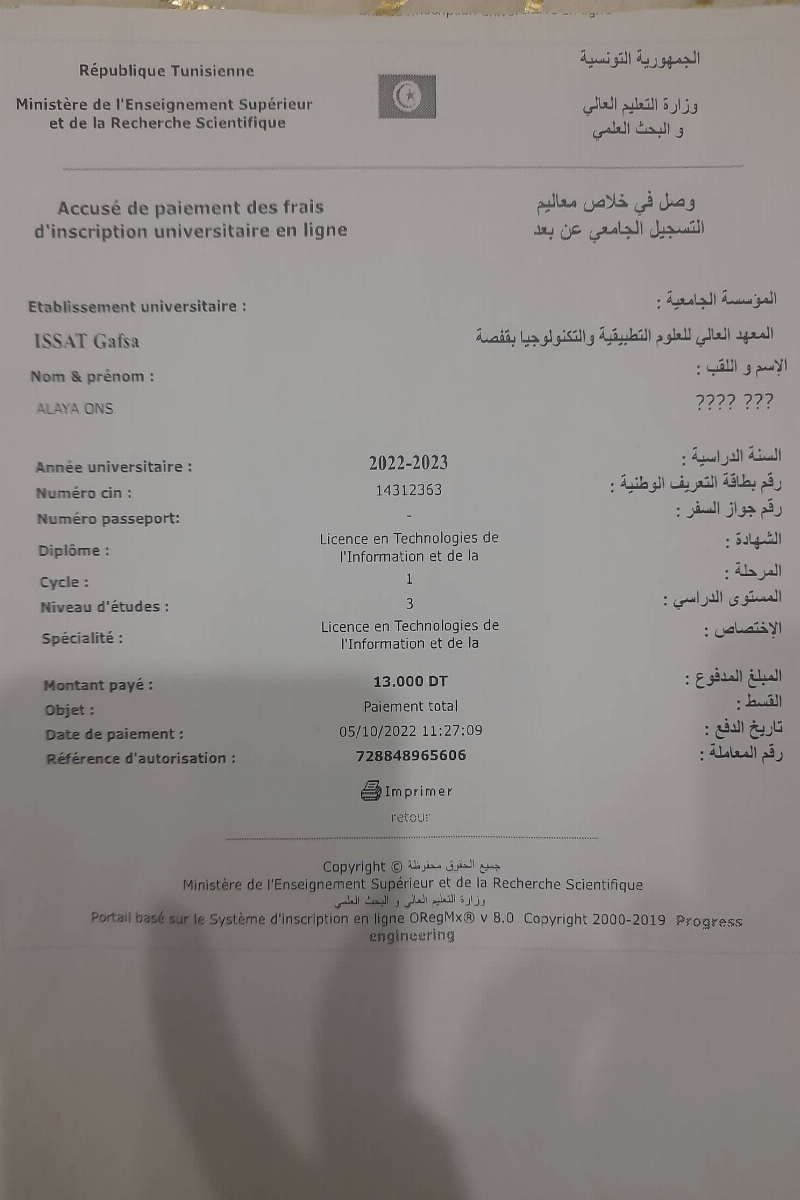 République Tunisienne
الجمهورية التونسية
Ministère de l'Enseignement Supérieur
et de la Recherche Scientifique
وزارة التعليم العالي
و البحث العلمي
Accusé de paiement des frais
d'inscription universitaire en ligne
وصل في خلاص معاليم
التسجيل الجامعي عن بعد
Etablissement universitaire :
المؤسسة الجامعية :
ISSAT Gafsa
المعهد العالي للعلوم التطبيقية والتكنولوجيا بقفصة
Nom & prénom :
الإسم و اللقب :
ALAYA ONS
???? ???
Année universitaire :
2022-2023
السنة الدراسية :
Numéro cin :
14312363
رقم بطاقة التعريف الوطنية :
Numéro passeport:
-
رقم جواز السفر :
Diplôme :
Licence en Technologies de
l'Information et de la
الشهادة :
Cycle :
1
المرحلة :
Niveau d'études :
3
المستوى الدراسي :
Spécialité :
Licence en Technologies de
l'Information et de la
الإختصاص :
Montant payé :
13.000 DT
المبلغ المدفوع :
Objet :
Paiement total
القسط :
Date de paiement :
05/10/2022 11:27:09
تاريخ الدفع :
Référence d'autorisation :
728848965606
رقم المعاملة :
Imprimer
retour
Copyright © جميع الحقوق محفوظة
Ministère de l'Enseignement Supérieur et de la Recherche Scientifique
وزارة التعليم العالي و البحث العلمي
Portail basé sur le Système d'inscription en ligne ORegMx® v 8.0 Copyright 2000-2019 Progress
engineering